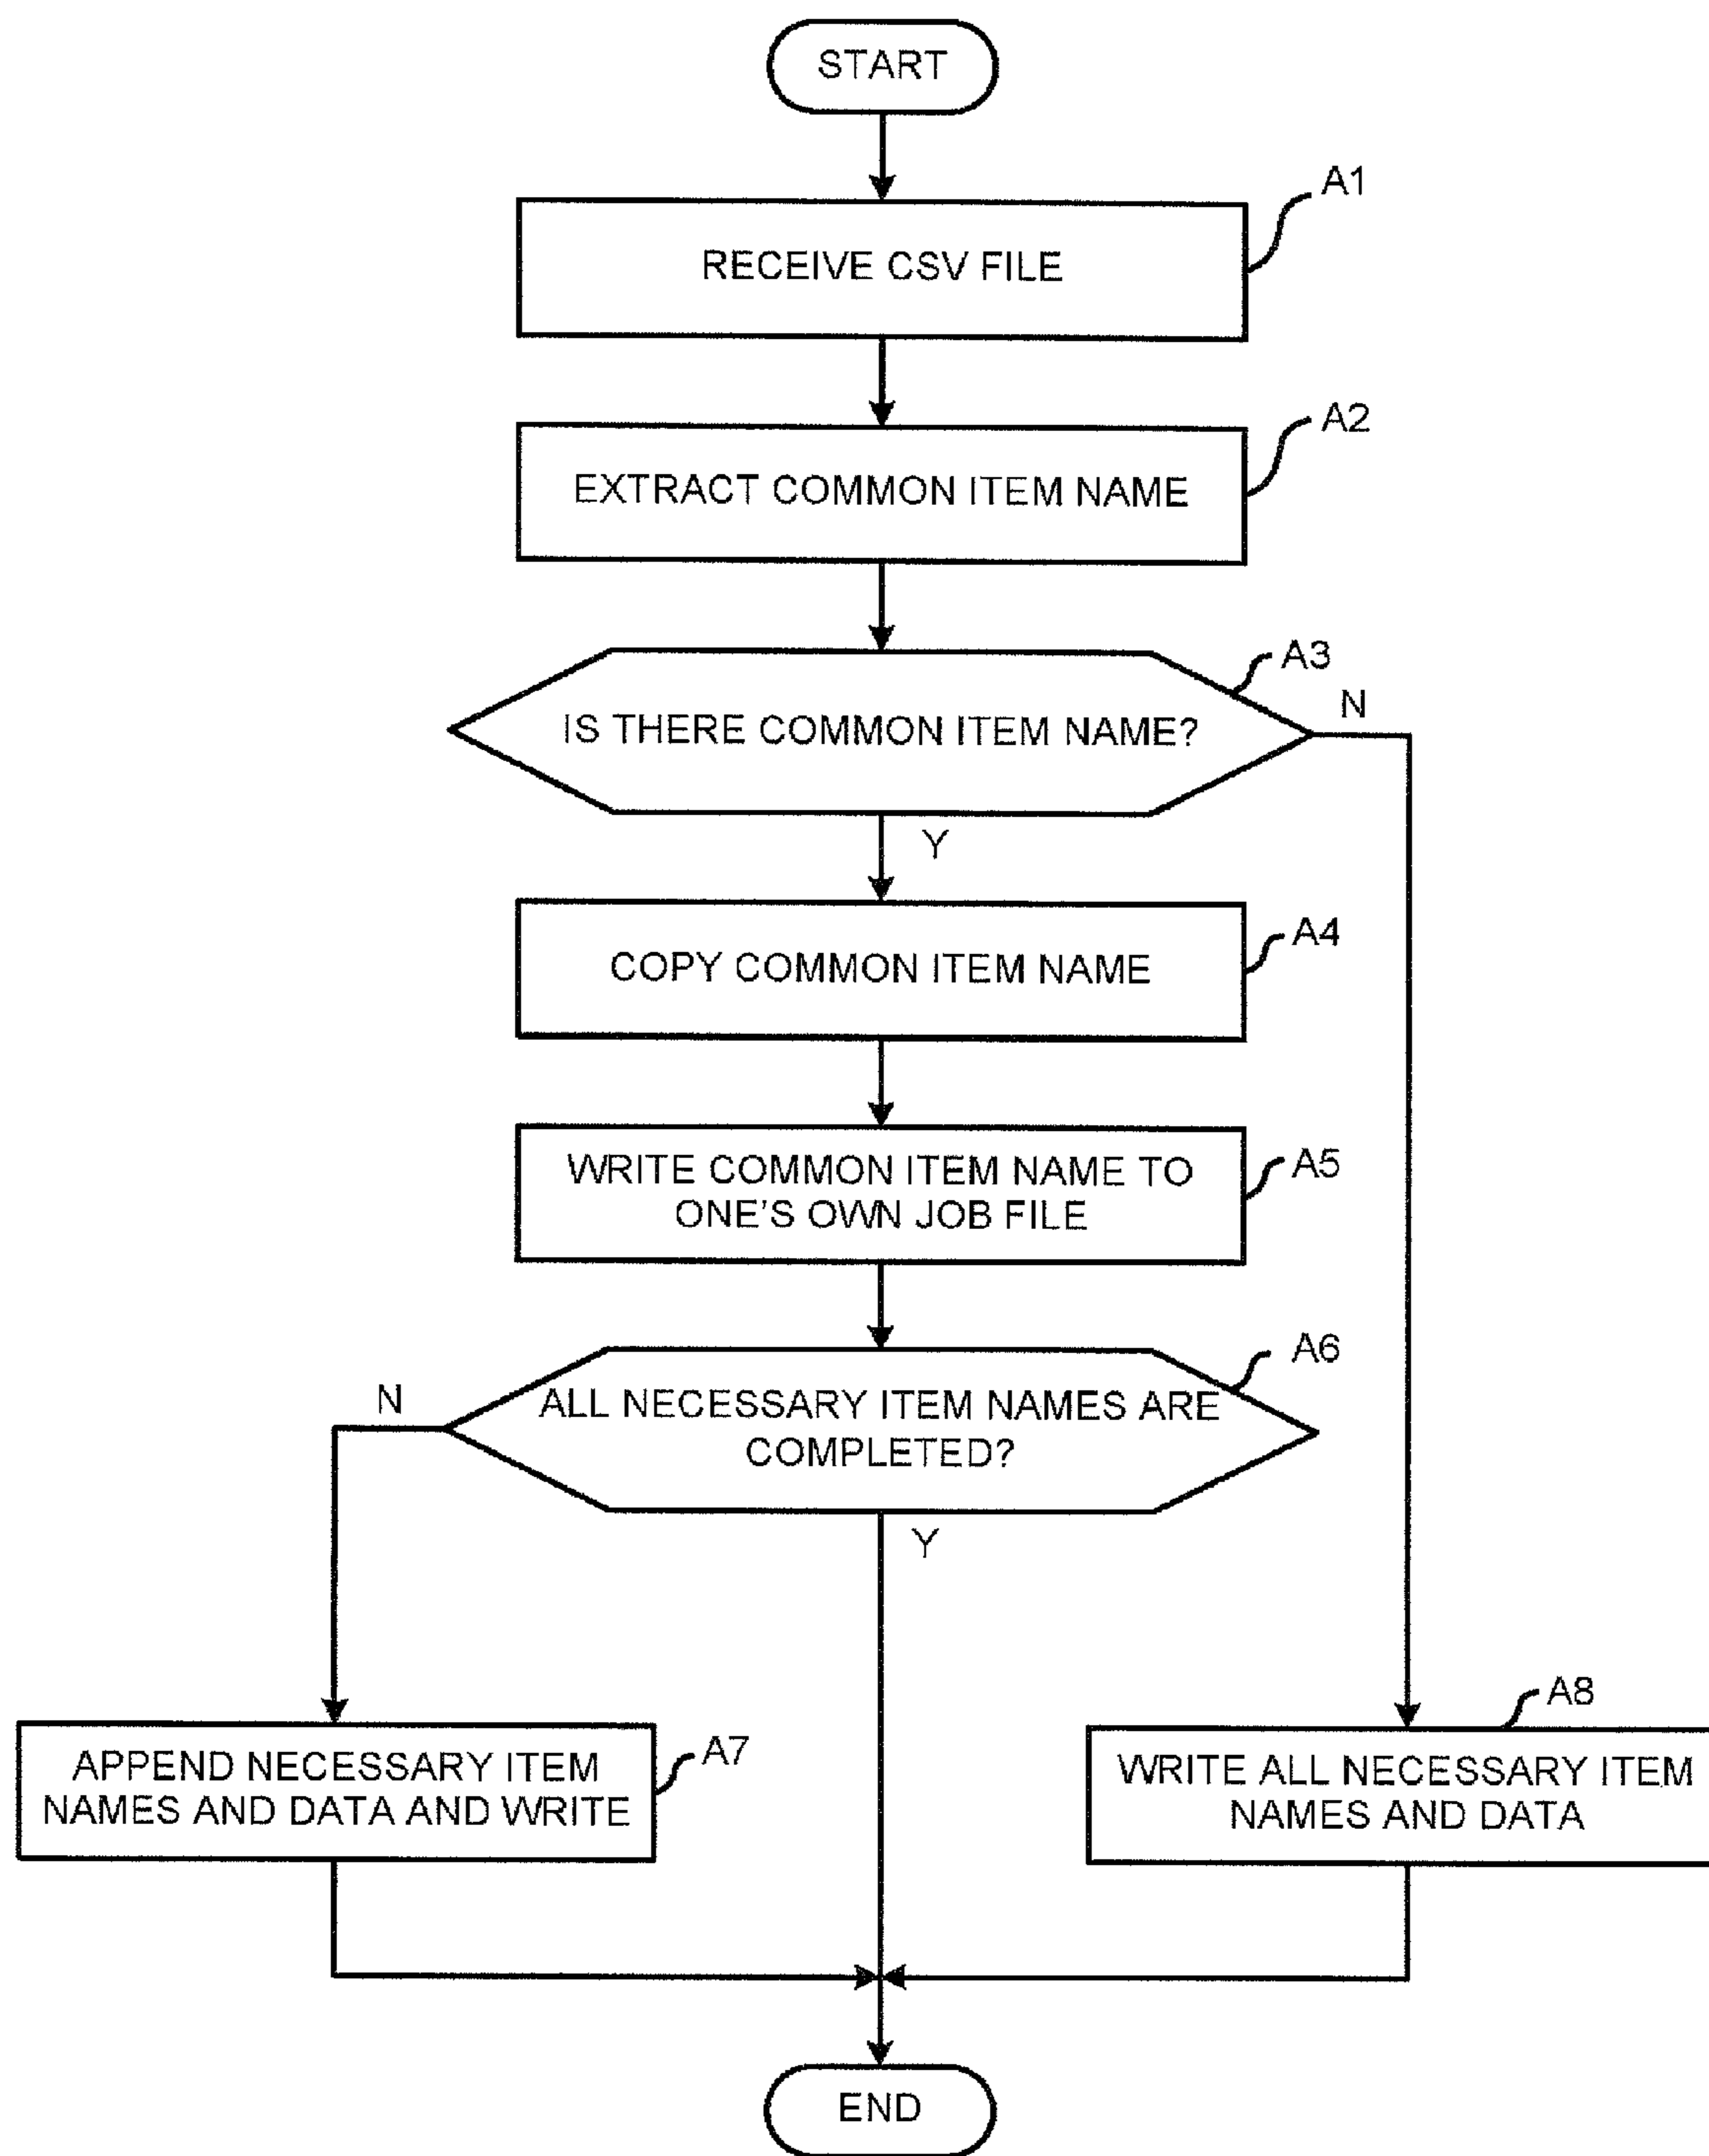 START
A1
RECEIVE CSV FILE
A2
EXTRACT COMMON ITEM NAME
A3
IS THERE COMMON ITEM NAME?
N
Y
A4
COPY COMMON ITEM NAME
A5
WRITE COMMON ITEM NAME TO
ONE'S OWN JOB FILE
A6
N
ALL NECESSARY ITEM NAMES ARE
COMPLETED?
Y
A7
APPEND NECESSARY ITEM
NAMES AND DATA AND WRITE
A8
WRITE ALL NECESSARY ITEM
NAMES AND DATA
END